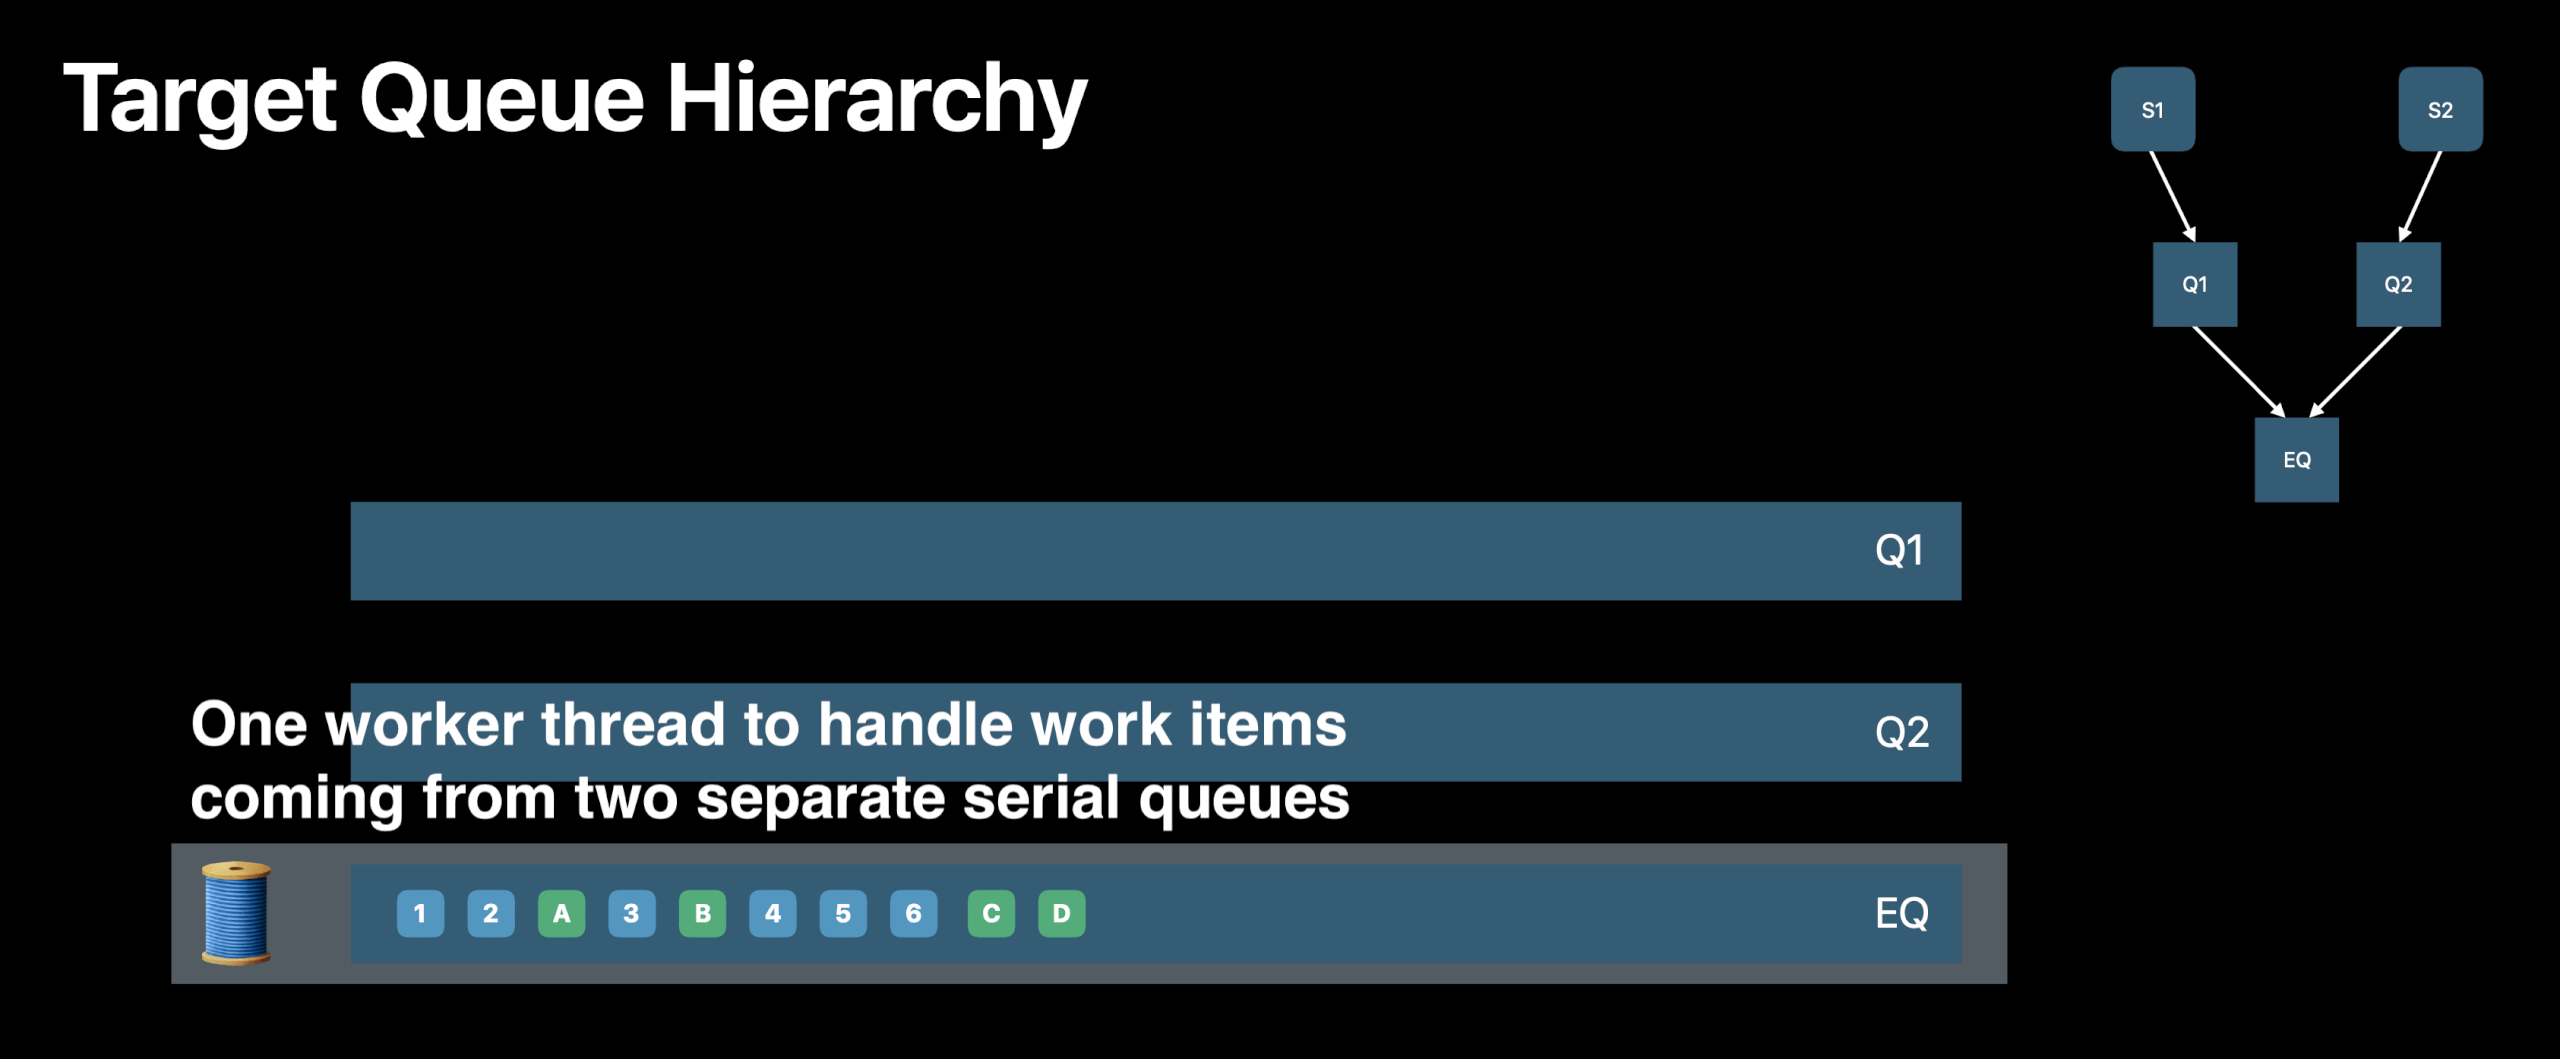 Target Queue Hierarchy
S1
S2
Q1
Q2
EQ
Q1
Q2
One worker thread to handle work items
coming from two separate serial queues
1 2 A 3 B 4 5 6 C D
EQ